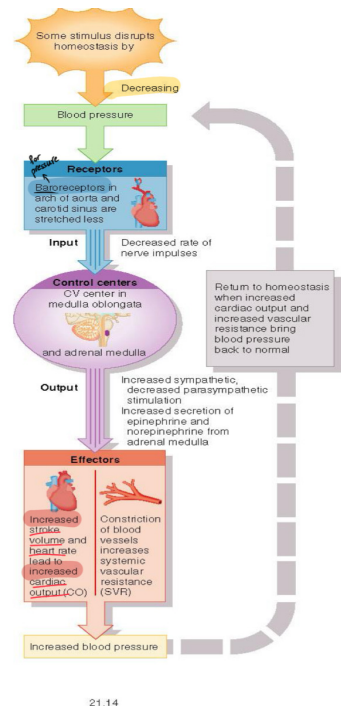 Some stimulus disrupts
homeostasis by
Decreasing
Blood pressure
for
pressure
Receptors
Baroreceptors in
arch of aorta and
carotid sinus are
stretched less
Input
Decreased rate of
nerve impulses
Control centers
CV center in
medulla oblongata
and adrenal medulla
Return to homeostasis
when increased
cardiac output and
increased vascular
resistance bring
blood pressure
back to normal
Output
Increased sympathetic,
decreased parasympathetic
stimulation
Increased secretion of
epinephrine and
norepinephrine from
adrenal medulla
Effectors
Increased
stroke
volume and
heart rate
lead to
increased
cardiac
output (CO)
Constriction
of blood
vessels
increases
systemic
vascular
resistance
(SVR)
Increased blood pressure
21.14